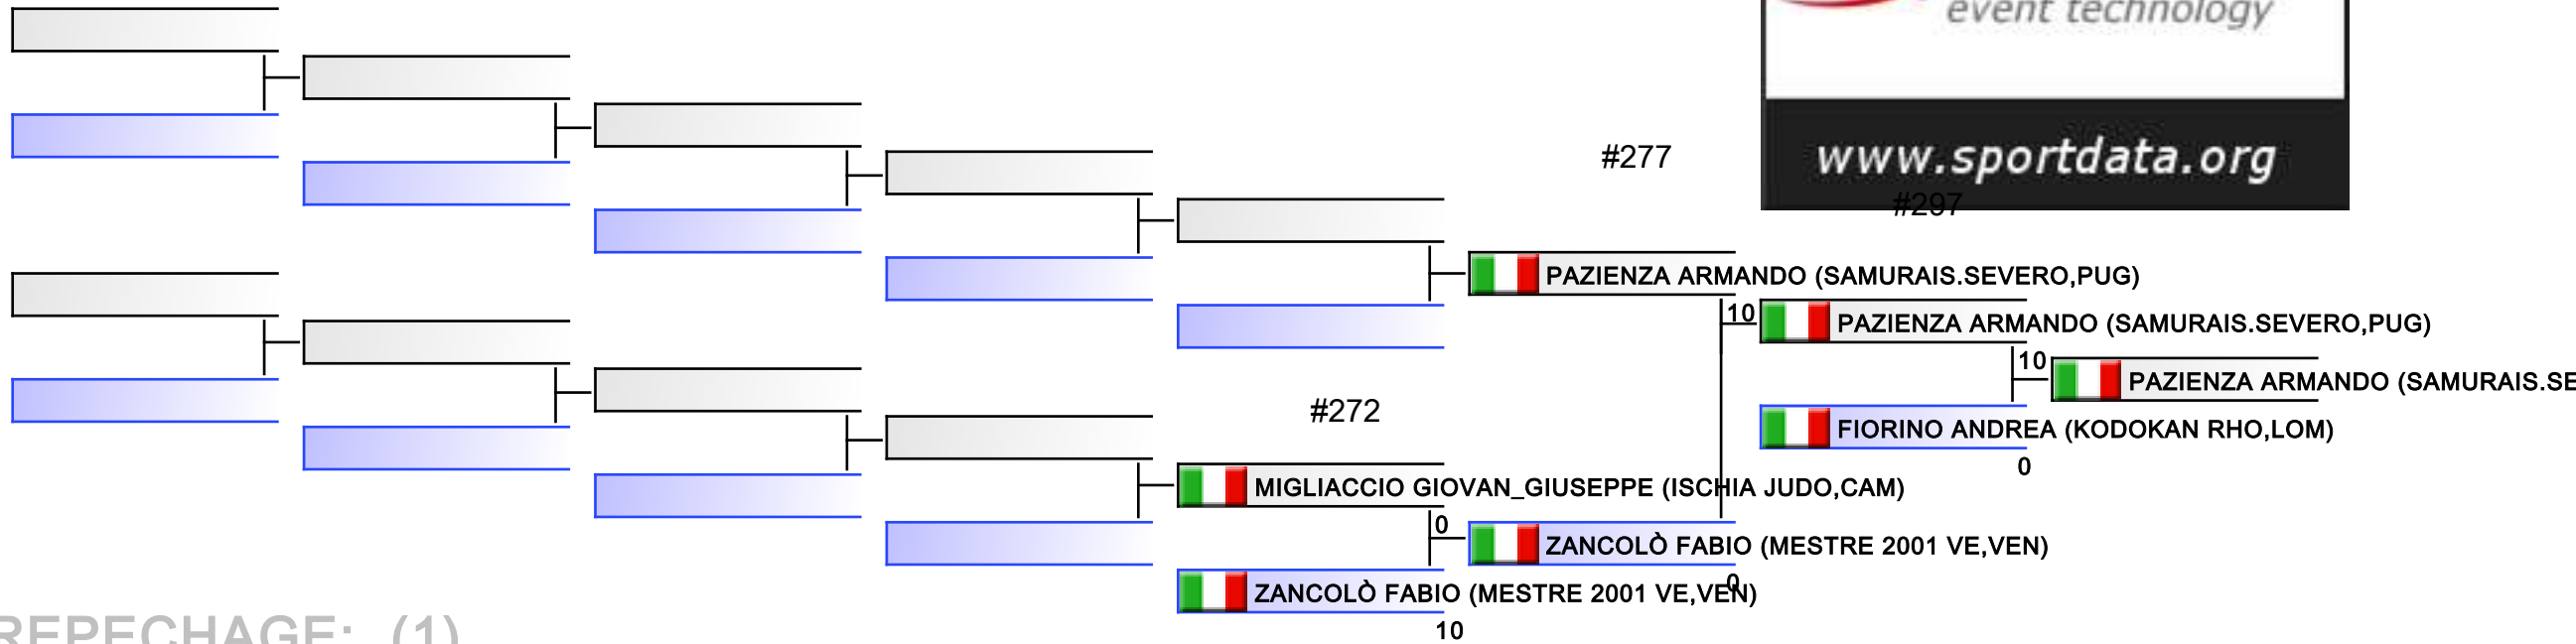 event technology
www.sportdata.org
#277
#297
PAZIENZA ARMANDO (SAMURAIS.SEVERO,PUG)
10
PAZIENZA ARMANDO (SAMURAIS.SEVERO,PUG)
10
PAZIENZA ARMANDO (SAMURAIS.SE
#272
FIORINO ANDREA (KODOKAN RHO,LOM)
0
MIGLIACCIO GIOVAN_GIUSEPPE (ISCHIA JUDO,CAM)
0
ZANCOLÒ FABIO (MESTRE 2001 VE,VEN)
0
ZANCOLÒ FABIO (MESTRE 2001 VE,VEN)
10
REPECHAGE: (1)